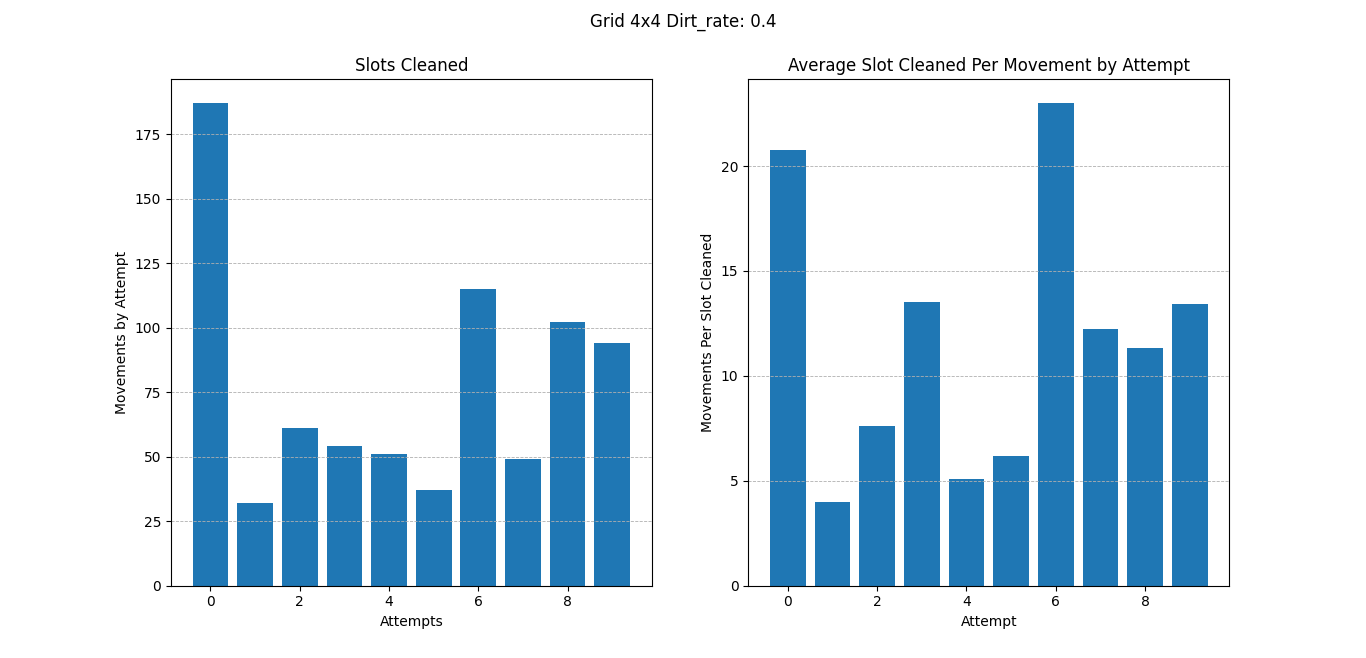 Grid 4x4 Dirt_rate: 0.4
Slots Cleaned
Movements by Attempt
175
150
125
100
75
50
25
0
0 2 4 6 8
Attempts
Average Slot Cleaned Per Movement by Attempt
Movements Per Slot Cleaned
20
15
10
5
0
0 2 4 6 8
Attempt